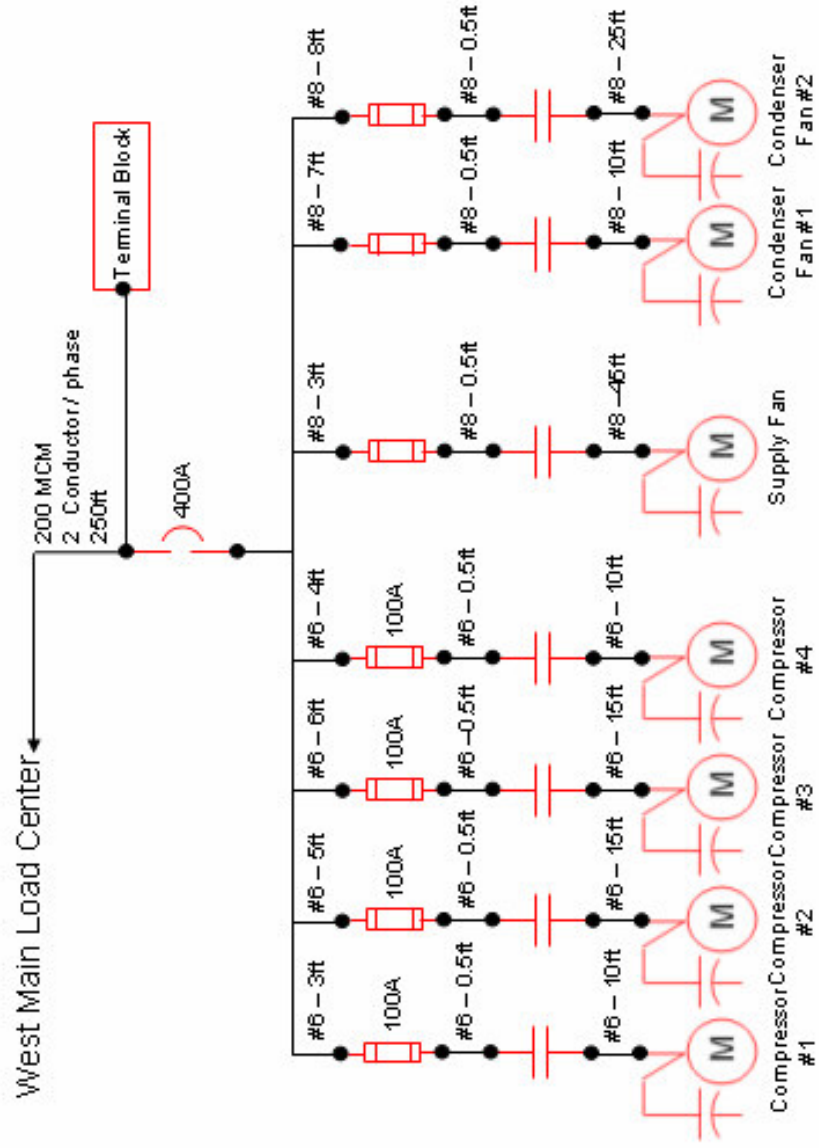 West Main Load Center
200 MCM
2 Conductor / phase
250ft
Terminal Block
400A
#6 – 3ft
#6 – 5ft
#6 – 6ft
#6 – 4ft
#8 – 3ft
#8 – 7ft
#8 – 8ft
100A
100A
100A
100A
#6 – 0.5ft
#6 – 0.5ft
#6 –0.5ft
#6 – 0.5ft
#8 – 0.5ft
#8 – 0.5ft
#8 – 0.5ft
#6 – 10ft
#6 – 15ft
#6 – 15ft
#6 – 10ft
#8 –45ft
#8 – 10ft
#8 – 25ft
M
M
M
M
M
M
M
Compressor
#1
Compressor
#2
Compressor
#3
Compressor
#4
Supply Fan
Condenser
Fan #1
Condenser
Fan #2